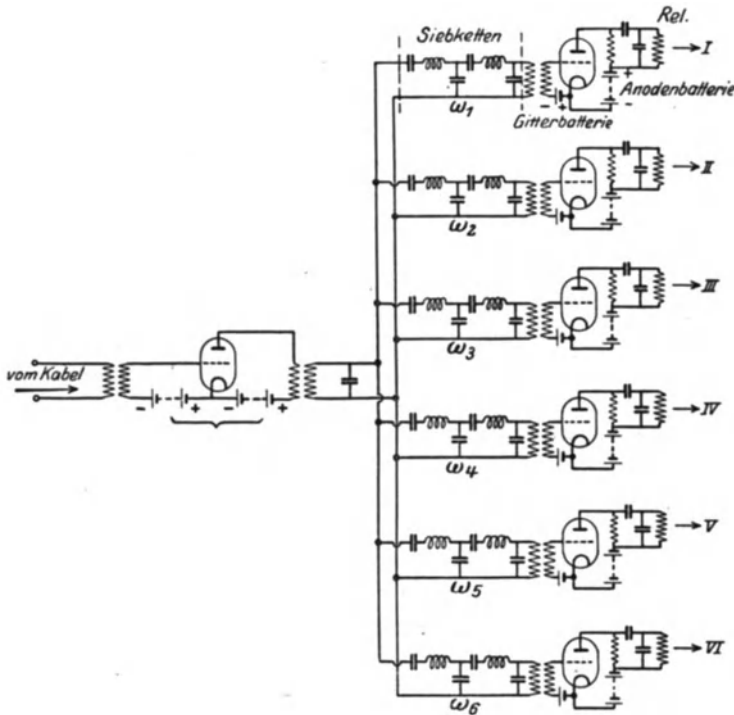 Siebketten
Rel.
I
Anodenbatterie
+
-
ω1
- +
Gitterbatterie
II
ω2
III
ω3
vom Kabel
- + - +
IV
ω4
V
ω5
VI
ω6